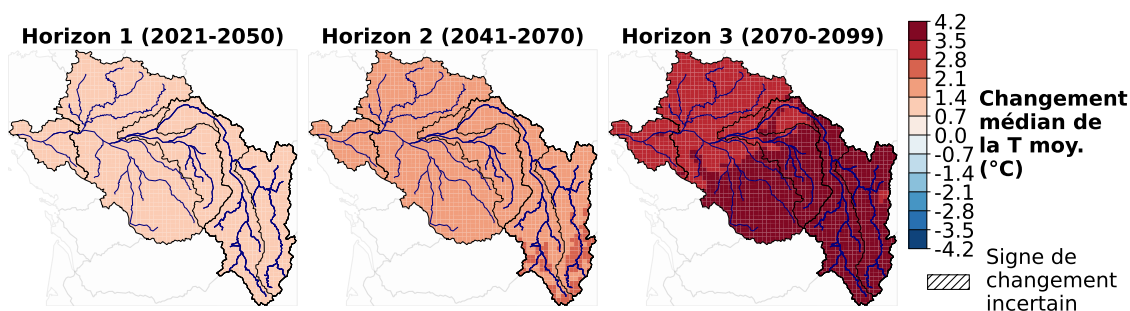 Horizon 1 (2021-2050)
Horizon 2 (2041-2070)
Horizon 3 (2070-2099)
4.2
3.5
2.8
2.1
1.4
0.7
0.0
-0.7
-1.4
-2.1
-2.8
-3.5
-4.2
Changement
médian de
la T moy.
(°C)
Signe de
changement
incertain